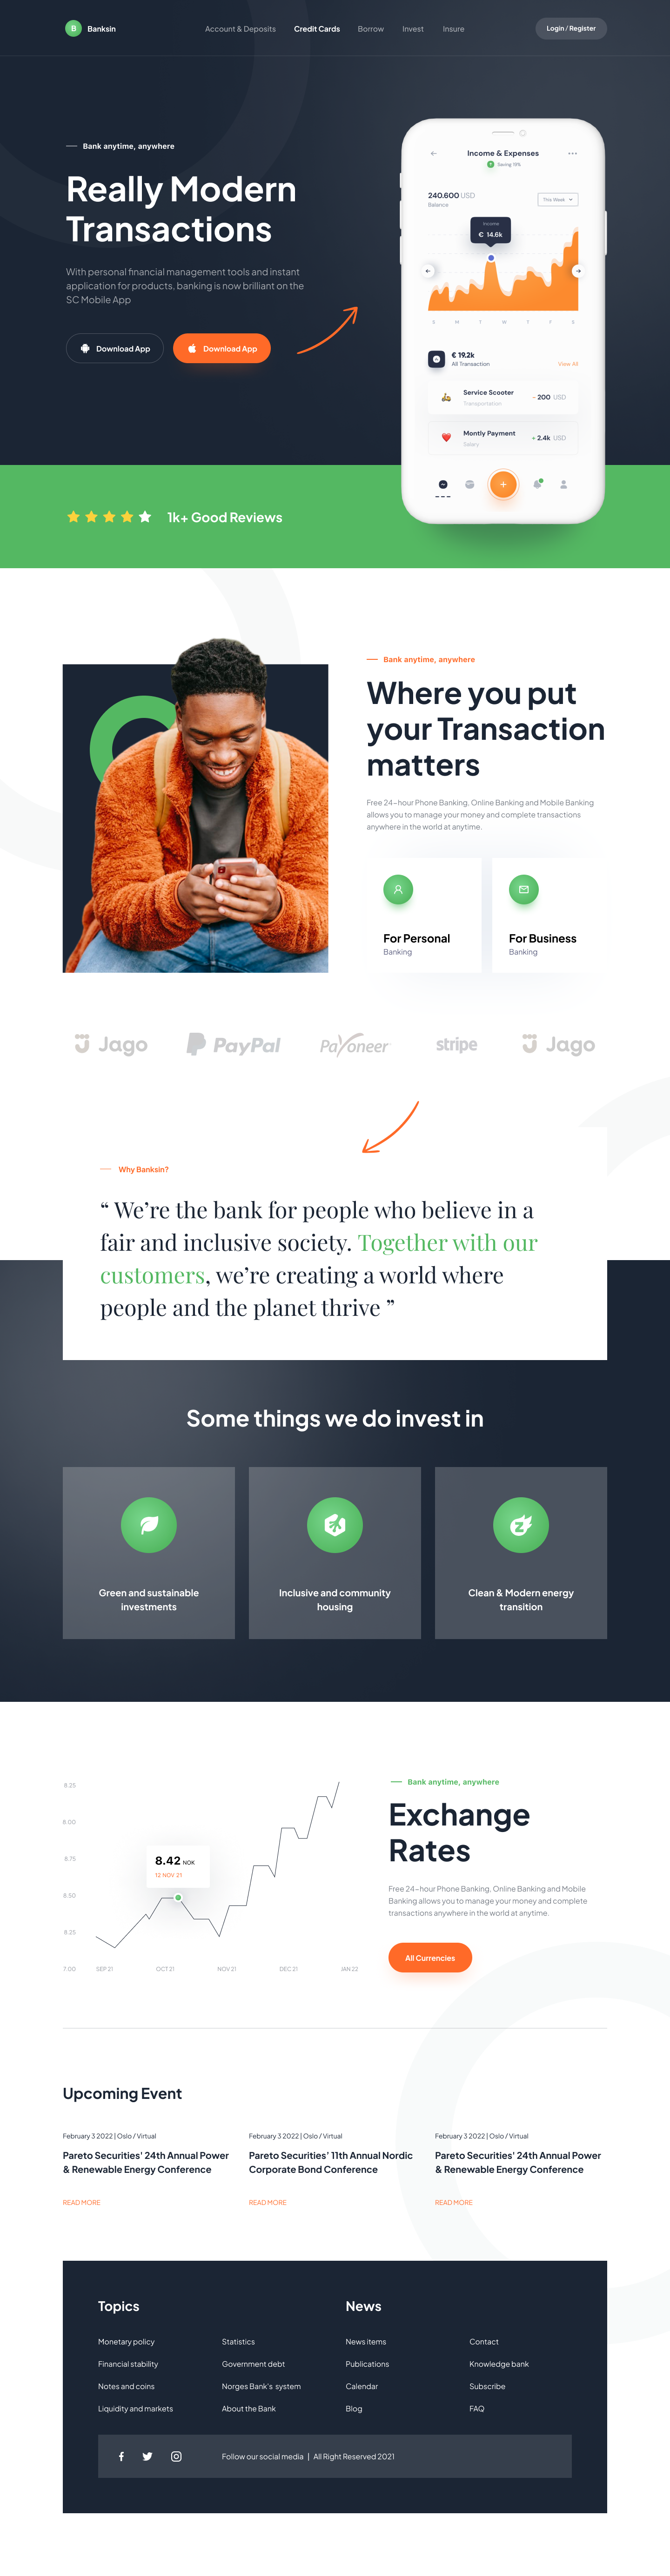 B Banksin
Account & Deposits Credit Cards Borrow Invest Insure
Login / Register
Bank anytime, anywhere
Really Modern
Transactions
With personal financial management tools and instant
application for products, banking is now brilliant on the
SC Mobile App
Download App Download App
Income & Expenses
Saving 19%
240.600 USD
Balance
This Week
Income
€ 14.6k
S M T W T F S
€ 19.2k
All Transaction
View All
Service Scooter
Transportation
- 200 USD
Montly Payment
Salary
+ 2.4k USD
1k+ Good Reviews
Bank anytime, anywhere
Where you put
your Transaction
matters
Free 24-hour Phone Banking, Online Banking and Mobile Banking
allows you to manage your money and complete transactions
anywhere in the world at anytime.
For Personal
Banking
For Business
Banking
Jago PayPal Payoneer stripe Jago
Why Banksin?
“ We’re the bank for people who believe in a
fair and inclusive society. Together with our
customers, we’re creating a world where
people and the planet thrive ”
Some things we do invest in
Green and sustainable
investments
Inclusive and community
housing
Clean & Modern energy
transition
8.25
8.00
8.75
8.50
8.25
7.00
8.42 NOK
12 NOV 21
SEP 21 OCT 21 NOV 21 DEC 21 JAN 22
Bank anytime, anywhere
Exchange
Rates
Free 24-hour Phone Banking, Online Banking and Mobile
Banking allows you to manage your money and complete
transactions anywhere in the world at anytime.
All Currencies
Upcoming Event
February 3 2022 | Oslo / Virtual
Pareto Securities' 24th Annual Power
& Renewable Energy Conference
READ MORE
February 3 2022 | Oslo / Virtual
Pareto Securities’ 11th Annual Nordic
Corporate Bond Conference
READ MORE
February 3 2022 | Oslo / Virtual
Pareto Securities' 24th Annual Power
& Renewable Energy Conference
READ MORE
Topics
Monetary policy
Financial stability
Notes and coins
Liquidity and markets
Statistics
Government debt
Norges Bank's system
About the Bank
News
News items
Publications
Calendar
Blog
Contact
Knowledge bank
Subscribe
FAQ
Follow our social media | All Right Reserved 2021